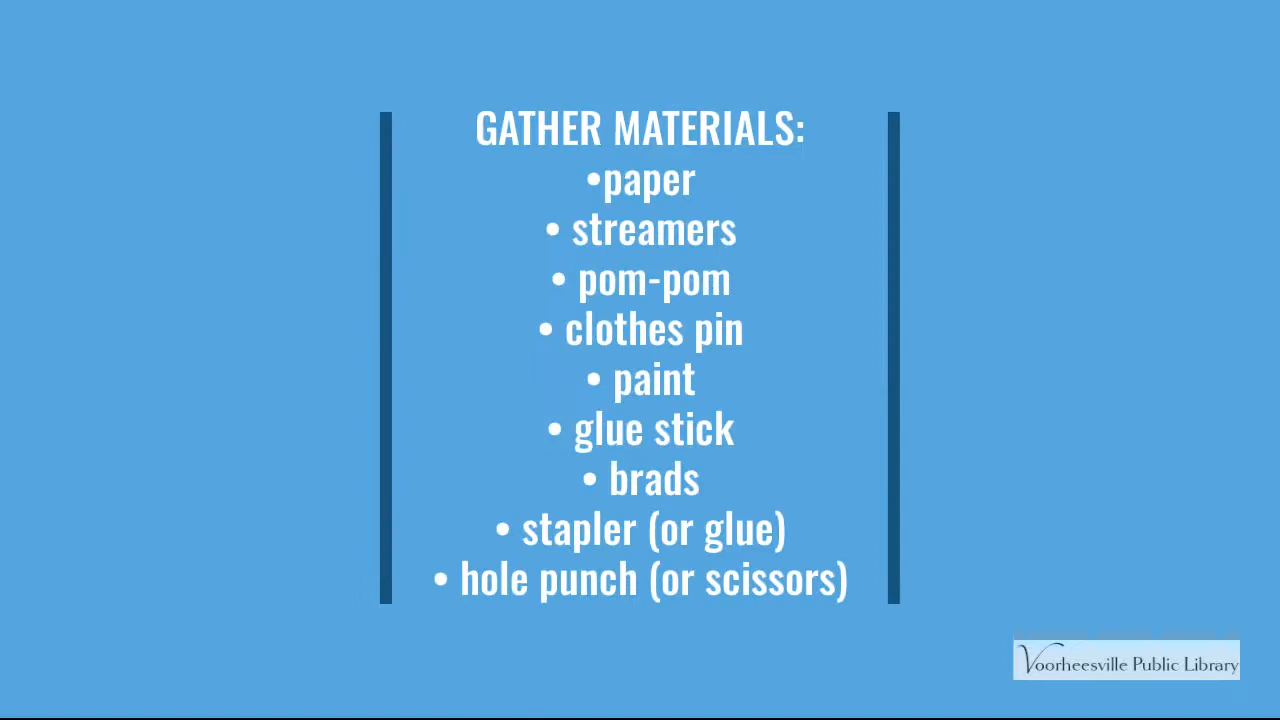 GATHER MATERIALS:
•paper
• streamers
• pom-pom
• clothes pin
• paint
• glue stick
• brads
• stapler (or glue)
• hole punch (or scissors)
Voorheesville Public Library